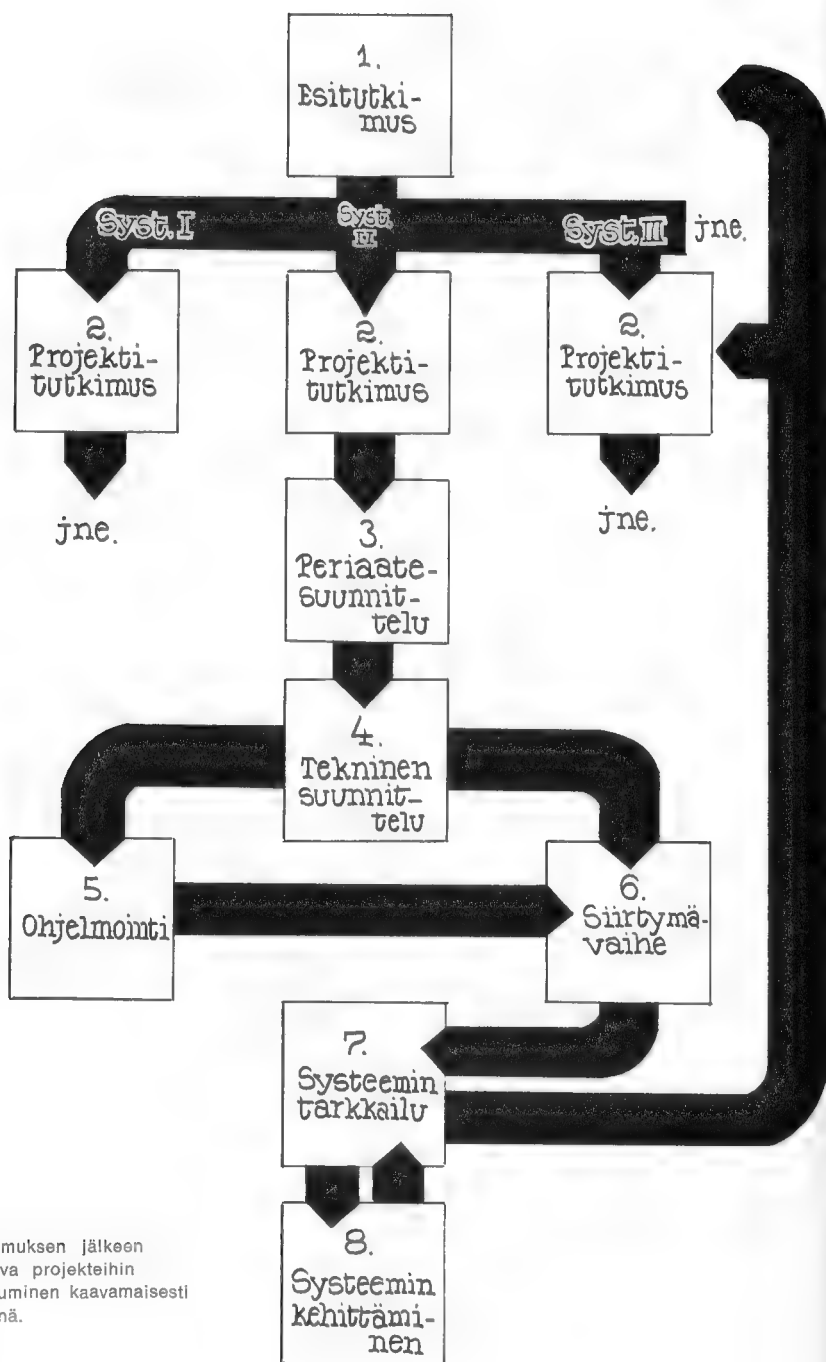 1.
Esitutki-
mus
Syst. I
Syst.
II
Syst. III
jne.
2.
Projekti-
tutkimus
2.
Projekti-
tutkimus
2.
Projekti-
tutkimus
jne.
jne.
3.
Periaate-
suunnit-
telu
4.
Tekninen
suunnit-
telu
5.
Ohjelmointi
6.
Siirtymä-
vaihe
7.
Systeemin
tarkkailu
8.
Systeemin
kehittämi-
nen
muksen jälkeen
va projekteihin
uminen kaavamaisesti
nä.